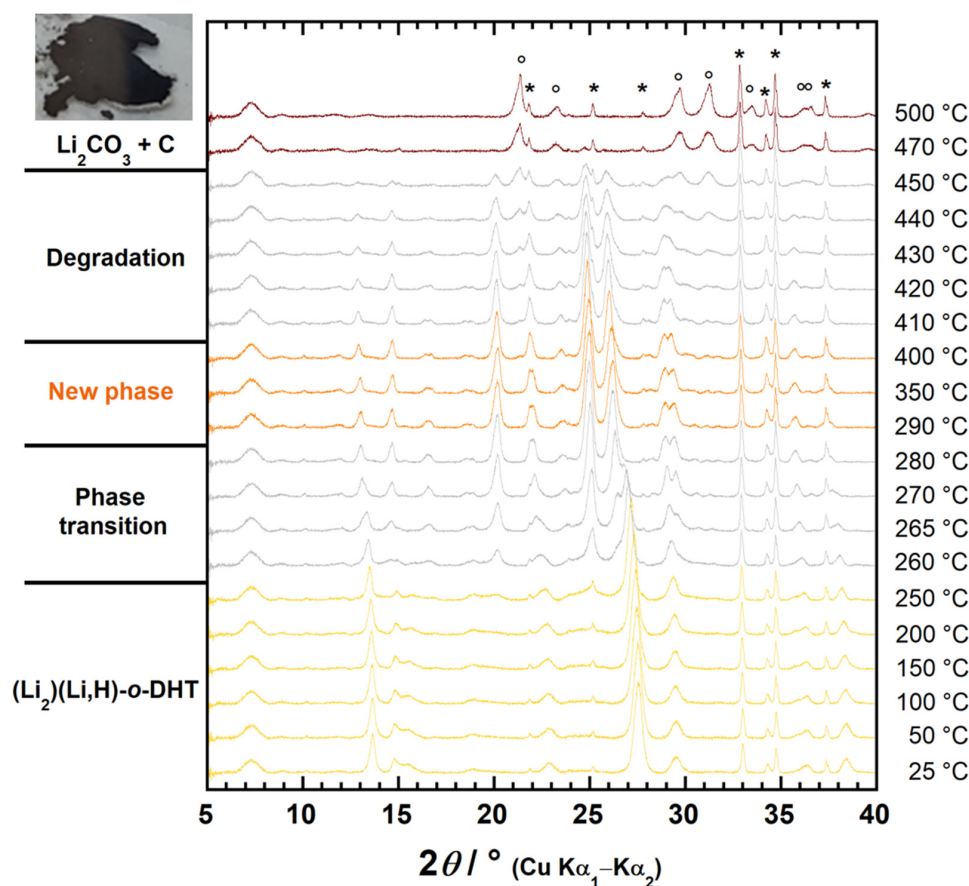 Li₂CO₃ + C
Degradation
New phase
Phase
transition
(Li₂)(Li,H)-o-DHT
° * ° * * ° ° * ° * * °° *
500 °C
470 °C
450 °C
440 °C
430 °C
420 °C
410 °C
400 °C
350 °C
290 °C
280 °C
270 °C
265 °C
260 °C
250 °C
200 °C
150 °C
100 °C
50 °C
25 °C
5 10 15 20 25 30 35 40
2θ / ° (Cu Kα₁–Kα₂)